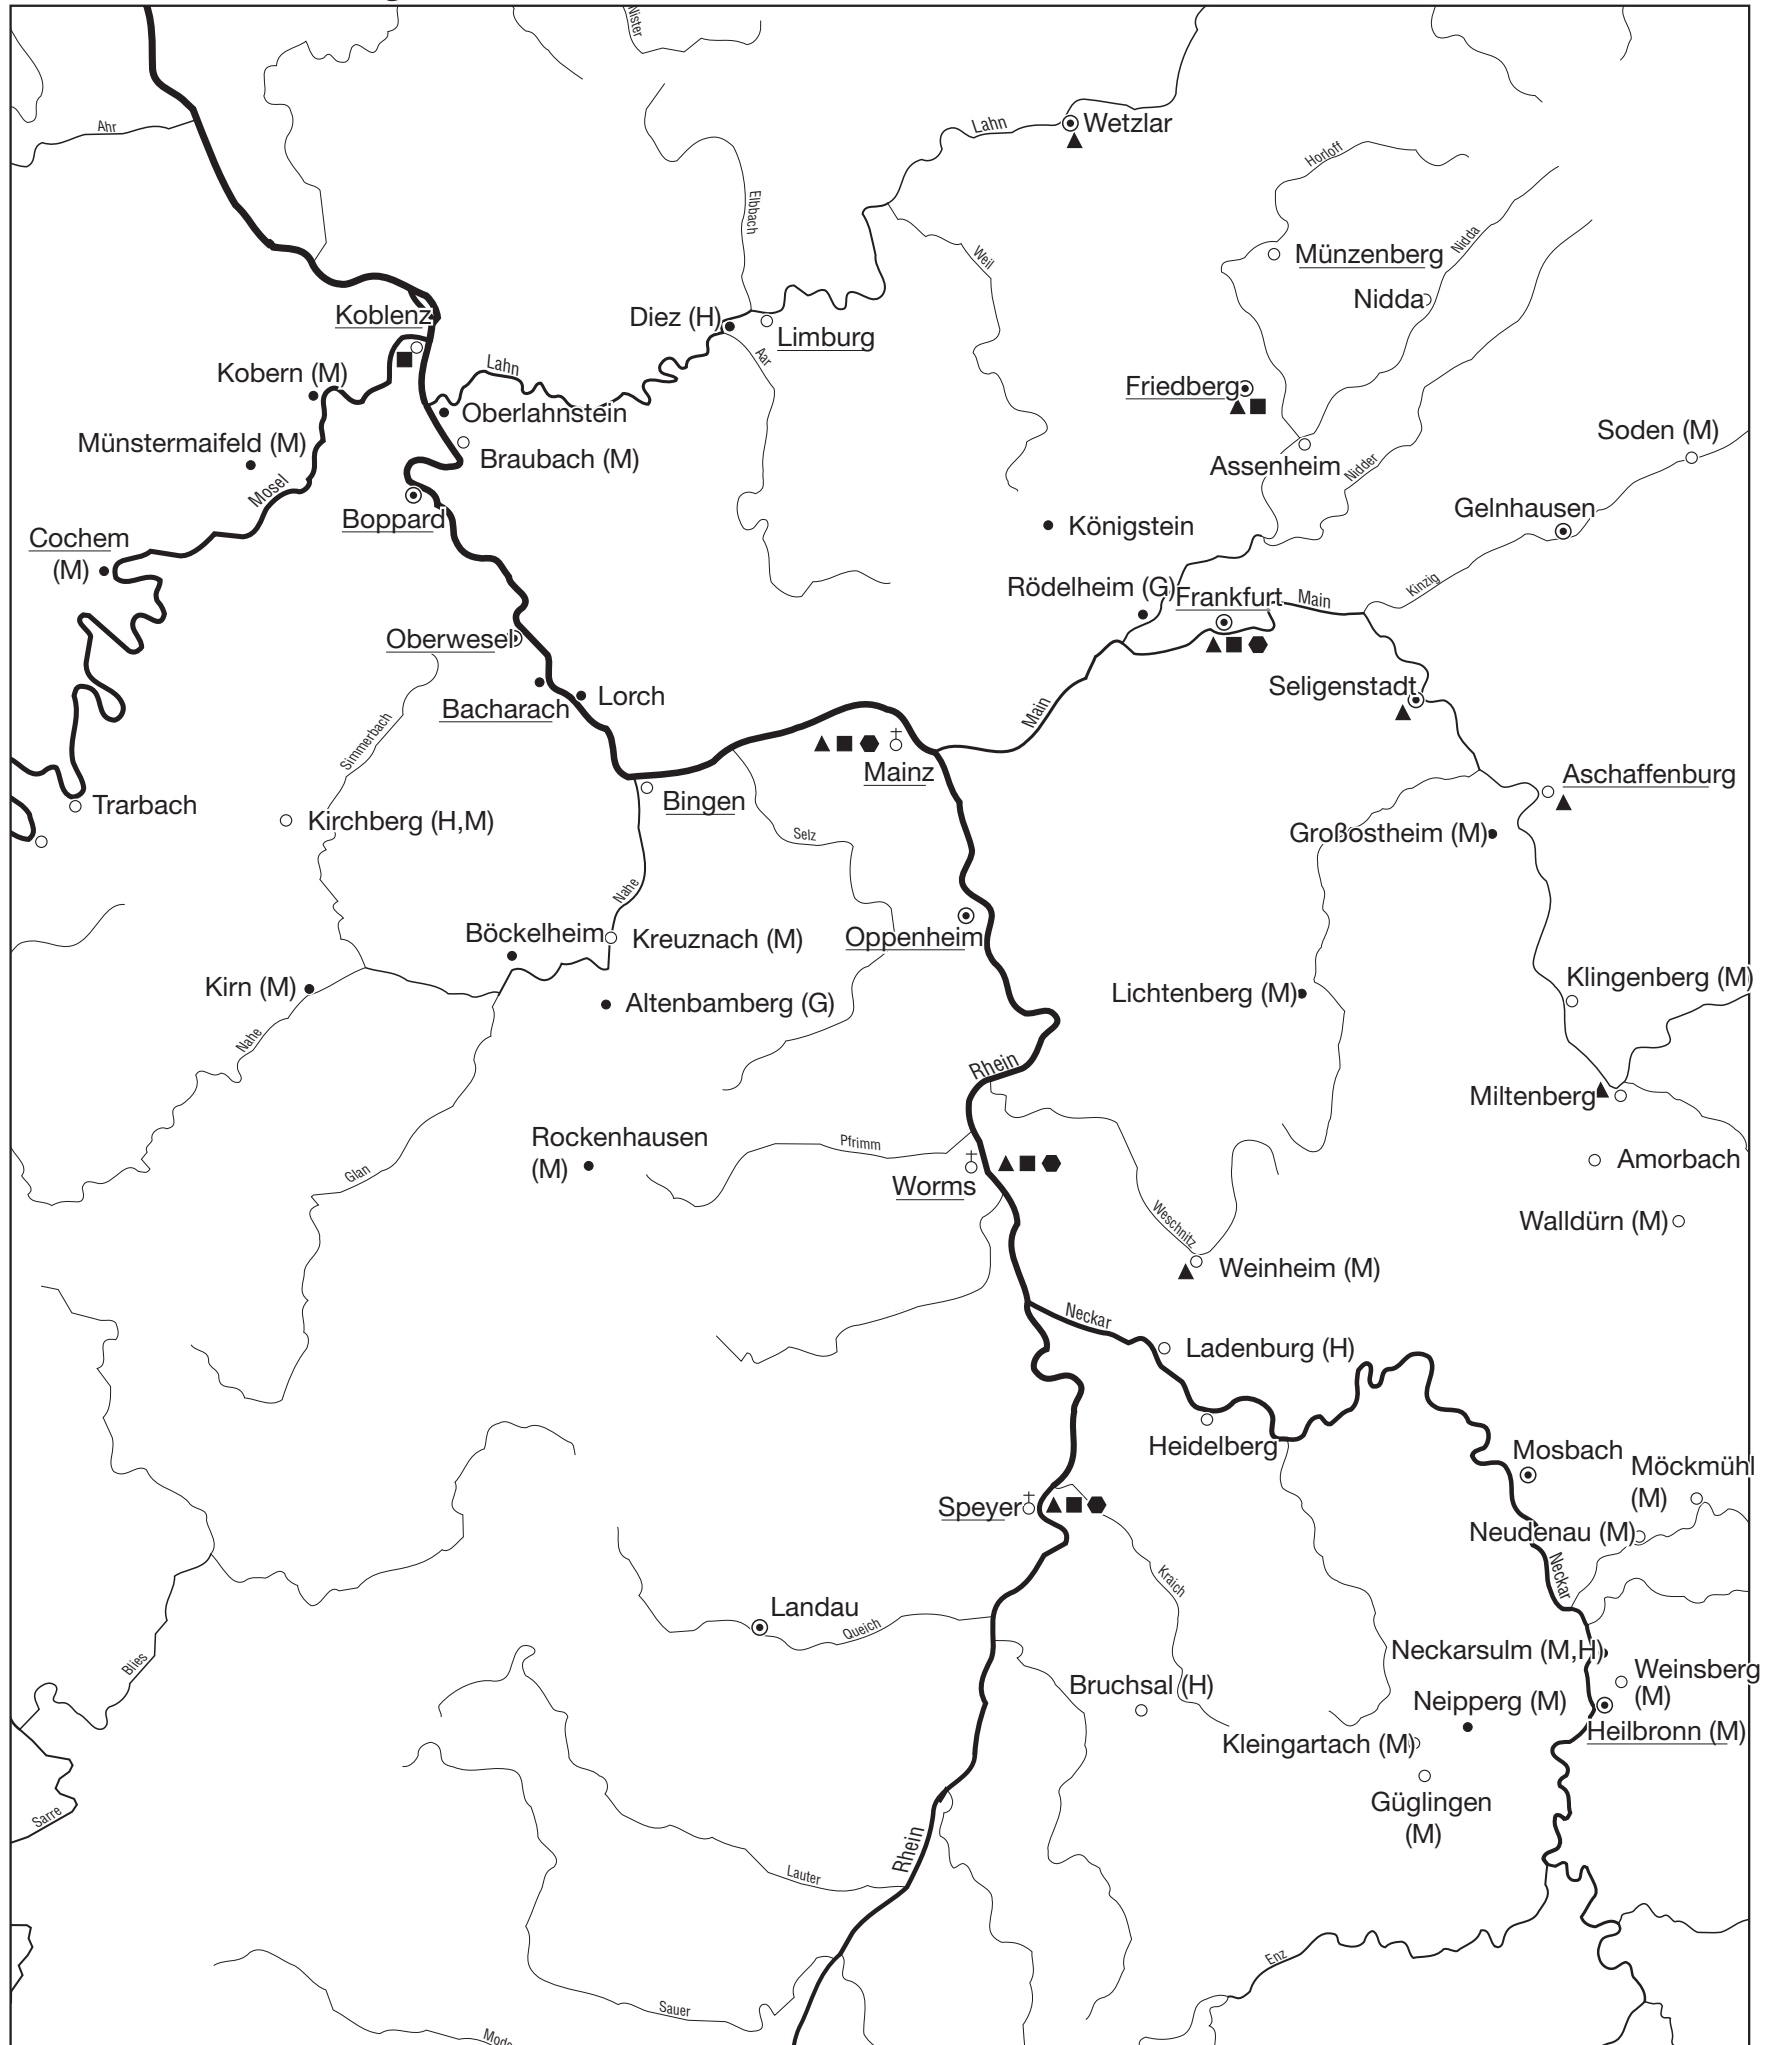 Nister
Ahr
Lahn
Wetzlar
Horloff
Elbbach
Weil
Münzenberg
Nidda
Nidda
Koblenz
Diez (H)
Limburg
Aar
Lahn
Kobern (M)
Friedberg
Oberlahnstein
Soden (M)
Münstermaifeld (M)
Braubach (M)
Assenheim
Nidder
Mosel
Boppard
Königstein
Gelnhausen
Cochem
(M)
Rödelheim (G)
Frankfurt
Main
Kinzig
Oberwesel
Seligenstadt
Lorch
Bacharach
Main
Simmerbach
Mainz
Aschaffenburg
Trarbach
Bingen
Kirchberg (H,M)
Selz
Großostheim (M)
Nahe
Böckelheim
Kreuznach (M)
Oppenheim
Kirn (M)
Altenbamberg (G)
Lichtenberg (M)
Klingenberg (M)
Nahe
Rhein
Miltenberg
Rockenhausen
(M)
Pfrimm
Glan
Worms
Amorbach
Weschnitz
Walldürn (M)
Weinheim (M)
Neckar
Ladenburg (H)
Heidelberg
Mosbach
Möckmühl
(M)
Speyer
Neudenau (M)
Neckar
Kraich
Landau
Queich
Blies
Neckarsulm (M,H)
Weinsberg
(M)
Bruchsal (H)
Neipperg (M)
Heilbronn (M)
Kleingartach (M)
Güglingen
(M)
Sarre
Rhein
Lauter
Enz
Sauer